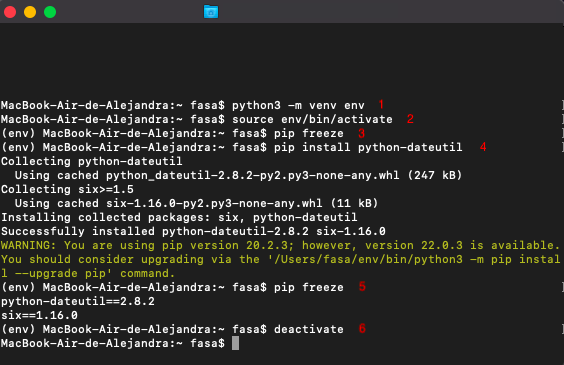 MacBook-Air-de-Alejandra:~ fasa$ python3 -m venv env 1
MacBook-Air-de-Alejandra:~ fasa$ source env/bin/activate 2
(env) MacBook-Air-de-Alejandra:~ fasa$ pip freeze 3
(env) MacBook-Air-de-Alejandra:~ fasa$ pip install python-dateutil 4
Collecting python-dateutil
  Using cached python_dateutil-2.8.2-py2.py3-none-any.whl (247 kB)
Collecting six>=1.5
  Using cached six-1.16.0-py2.py3-none-any.whl (11 kB)
Installing collected packages: six, python-dateutil
Successfully installed python-dateutil-2.8.2 six-1.16.0
WARNING: You are using pip version 20.2.3; however, version 22.0.3 is available.
You should consider upgrading via the '/Users/fasa/env/bin/python3 -m pip instal
l --upgrade pip' command.
(env) MacBook-Air-de-Alejandra:~ fasa$ pip freeze 5
python-dateutil==2.8.2
six==1.16.0
(env) MacBook-Air-de-Alejandra:~ fasa$ deactivate 6
MacBook-Air-de-Alejandra:~ fasa$